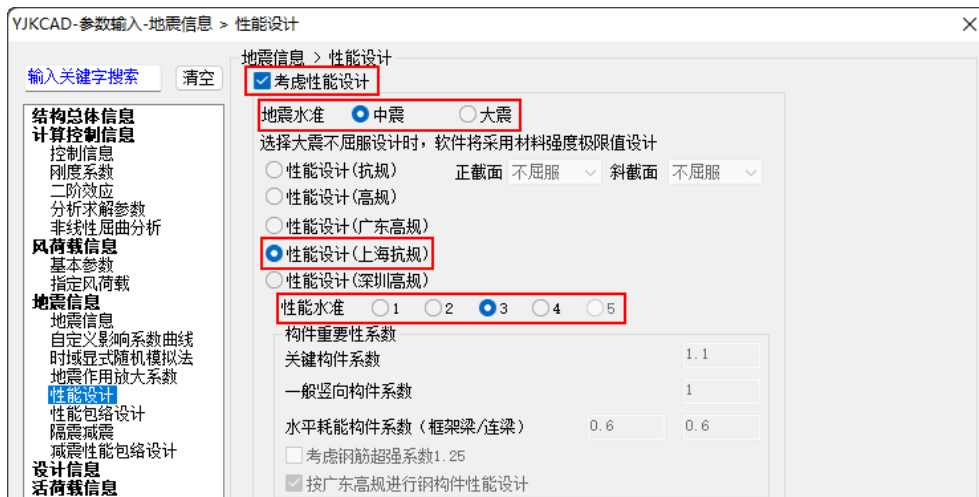 YJKCAD-参数输入-地震信息 > 性能设计
输入关键字搜索 清空
结构总体信息
计算控制信息
控制信息
刚度系数
二阶效应
分析求解参数
非线性屈曲分析
风荷载信息
基本参数
指定风荷载
地震信息
地震信息
自定义影响系数曲线
时域显式随机模拟法
地震作用放大系数
性能设计
性能包络设计
隔震减震
减震性能包络设计
设计信息
活荷载信息
地震信息 > 性能设计
考虑性能设计
地震水准 中震 大震
选择大震不屈服设计时，软件将采用材料强度极限值设计
性能设计(抗规) 正截面 不屈服 斜截面 不屈服
性能设计(高规)
性能设计(广东高规)
性能设计(上海抗规)
性能设计(深圳高规)
性能水准 1 2 3 4 5
构件重要性系数
关键构件系数 1.1
一般竖向构件系数 1
水平耗能构件系数（框架梁/连梁） 0.6 0.6
考虑钢筋超强系数1.25
按广东高规进行钢构件性能设计